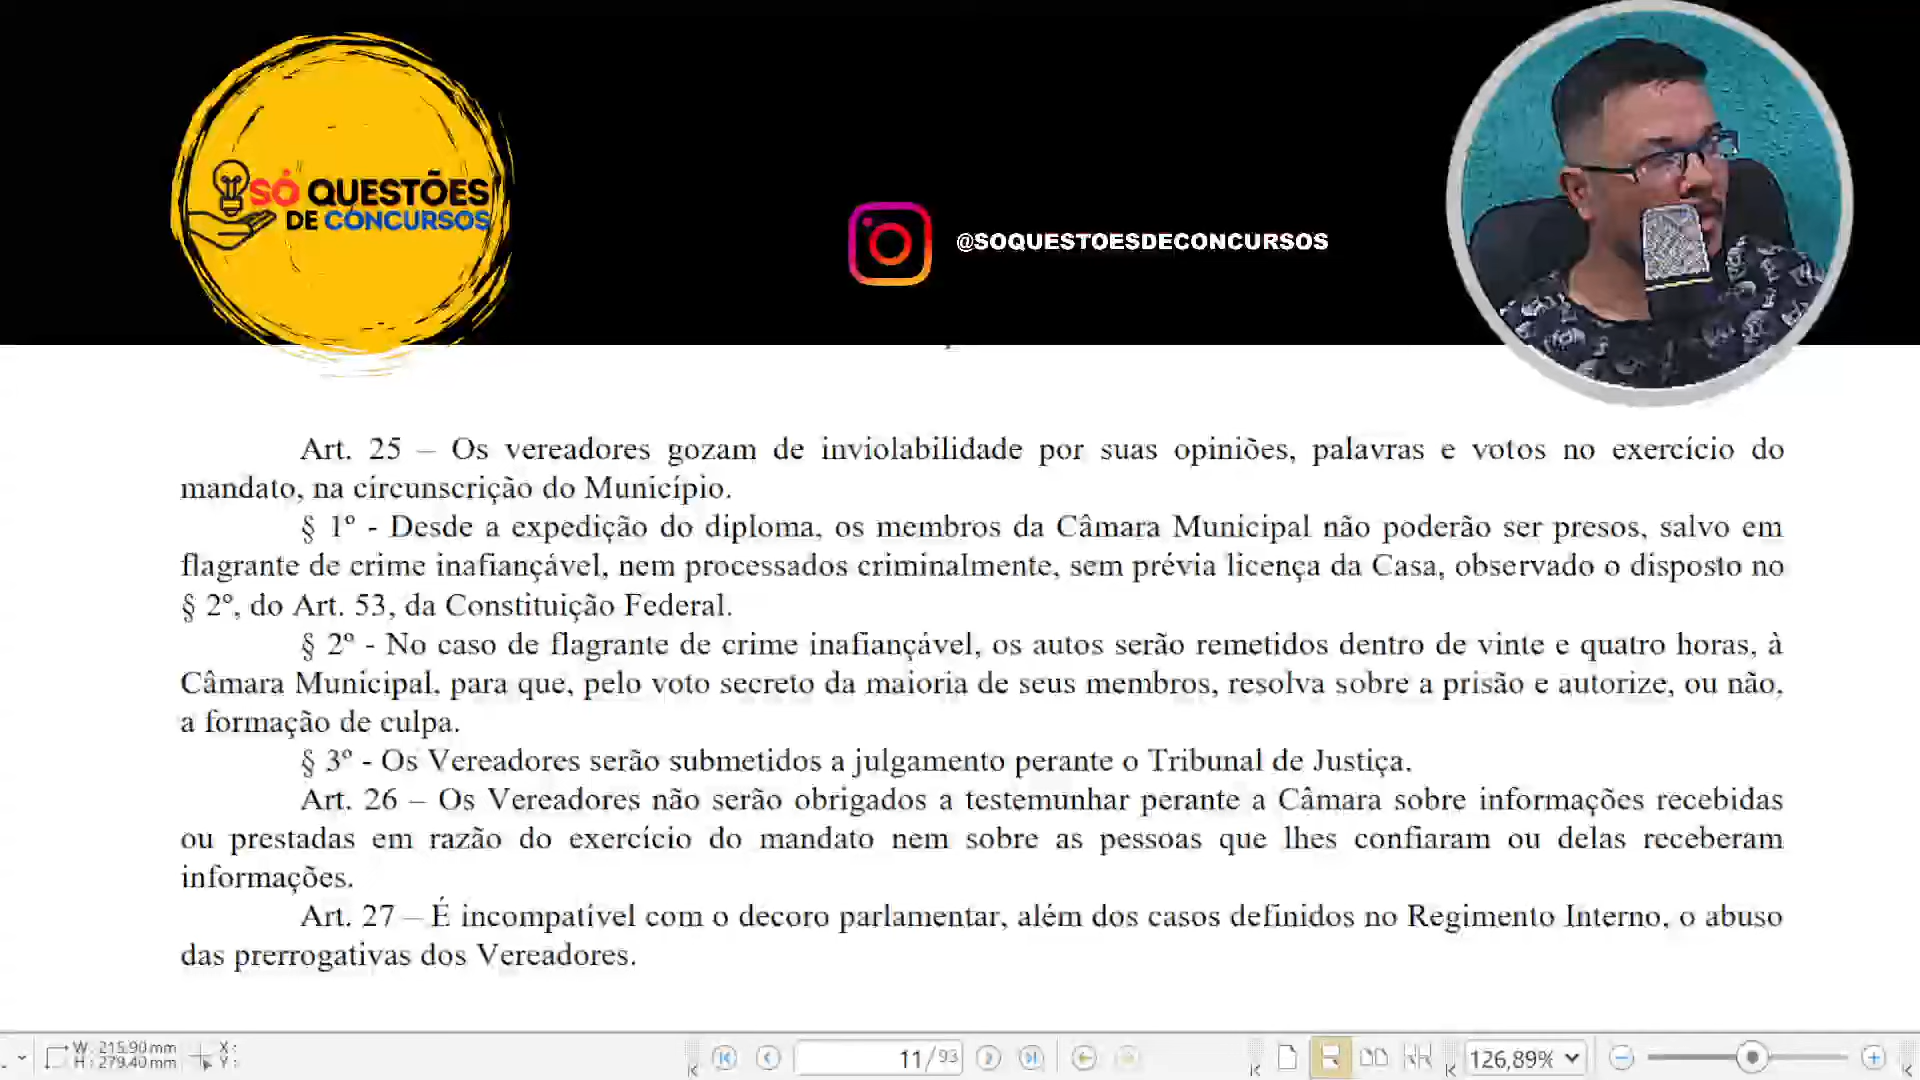 SÓ QUESTÕES
DE CONCURSOS
@SOQUESTOESDECONCURSOS
Art. 25 – Os vereadores gozam de inviolabilidade por suas opiniões, palavras e votos no exercício do
mandato, na circunscrição do Município.
§ 1º - Desde a expedição do diploma, os membros da Câmara Municipal não poderão ser presos, salvo em
flagrante de crime inafiançável, nem processados criminalmente, sem prévia licença da Casa, observado o disposto no
§ 2º, do Art. 53, da Constituição Federal.
§ 2º - No caso de flagrante de crime inafiançável, os autos serão remetidos dentro de vinte e quatro horas, à
Câmara Municipal, para que, pelo voto secreto da maioria de seus membros, resolva sobre a prisão e autorize, ou não,
a formação de culpa.
§ 3º - Os Vereadores serão submetidos a julgamento perante o Tribunal de Justiça.
Art. 26 – Os Vereadores não serão obrigados a testemunhar perante a Câmara sobre informações recebidas
ou prestadas em razão do exercício do mandato nem sobre as pessoas que lhes confiaram ou delas receberam
informações.
Art. 27 – É incompatível com o decoro parlamentar, além dos casos definidos no Regimento Interno, o abuso
das prerrogativas dos Vereadores.
W : 215.90 mm X :
H : 279.40 mm Y :
11 / 93
126,89%